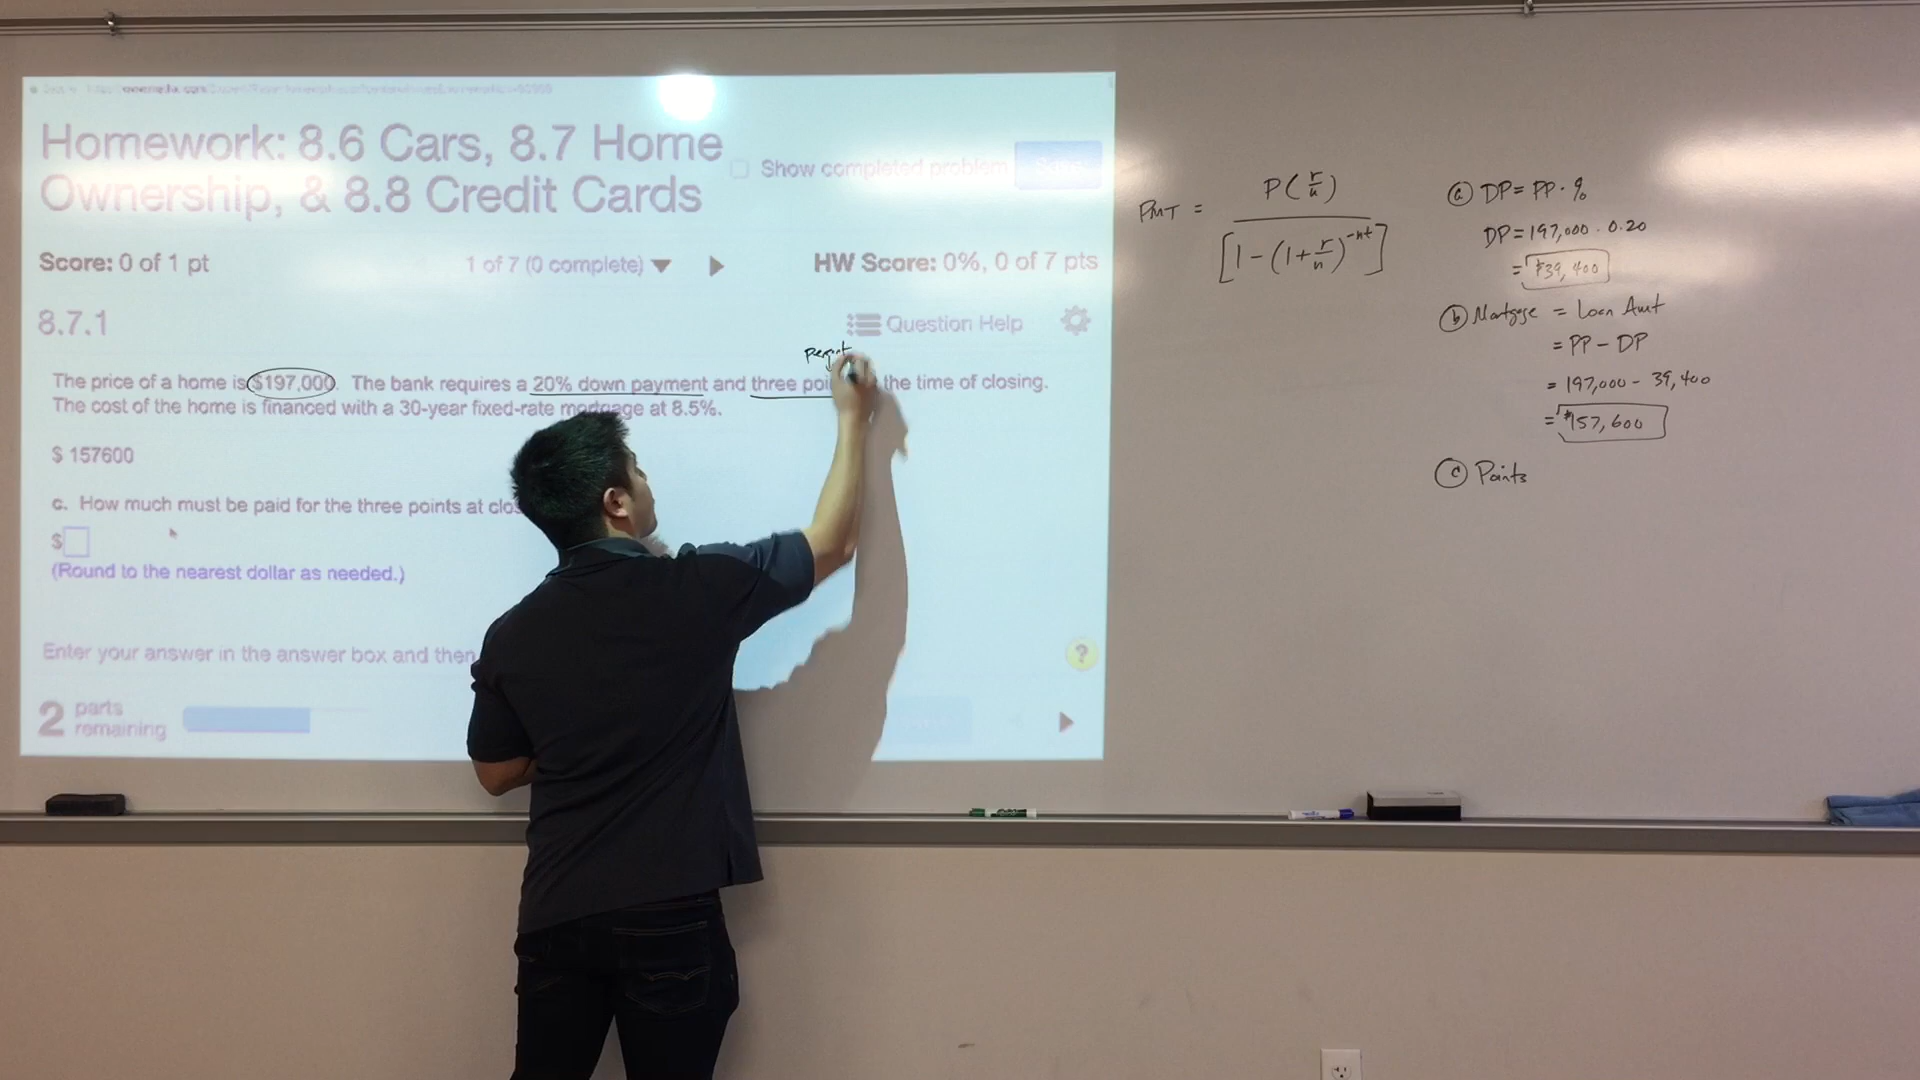 Homework: 8.6 Cars, 8.7 Home
Ownership, & 8.8 Credit Cards
Show completed problem
Save
Score: 0 of 1 pt
1 of 7 (0 complete)
HW Score: 0%, 0 of 7 pts
8.7.1
Question Help
percent
The price of a home is $197,000. The bank requires a 20% down payment and three poi the time of closing.
The cost of the home is financed with a 30-year fixed-rate mortgage at 8.5%.
$ 157600
c. How much must be paid for the three points at clos
$
(Round to the nearest dollar as needed.)
Enter your answer in the answer box and then
?
2 parts
remaining
PMT = P(r/n) / [1-(1+r/n)^-nt]
(a) DP = PP · %
DP = 197,000 · 0.20
= $39,400
(b) Mortgage = Loan Amt
= PP - DP
= 197,000 - 39,400
= $157,600
(c) Points